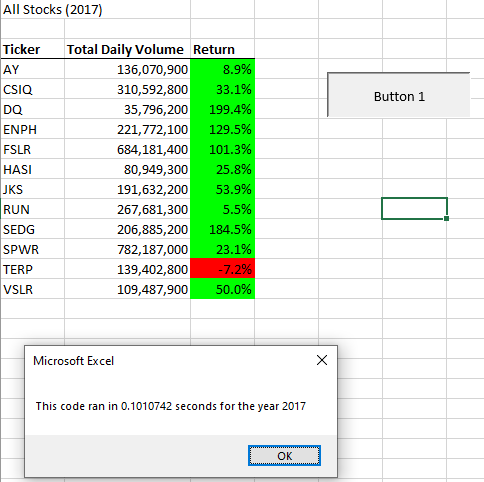 All Stocks (2017)
Ticker Total Daily Volume Return
AY 136,070,900 8.9%
CSIQ 310,592,800 33.1%
DQ 35,796,200 199.4%
ENPH 221,772,100 129.5%
FSLR 684,181,400 101.3%
HASI 80,949,300 25.8%
JKS 191,632,200 53.9%
RUN 267,681,300 5.5%
SEDG 206,885,200 184.5%
SPWR 782,187,000 23.1%
TERP 139,402,800 -7.2%
VSLR 109,487,900 50.0%
Button 1
Microsoft Excel
This code ran in 0.1010742 seconds for the year 2017
OK